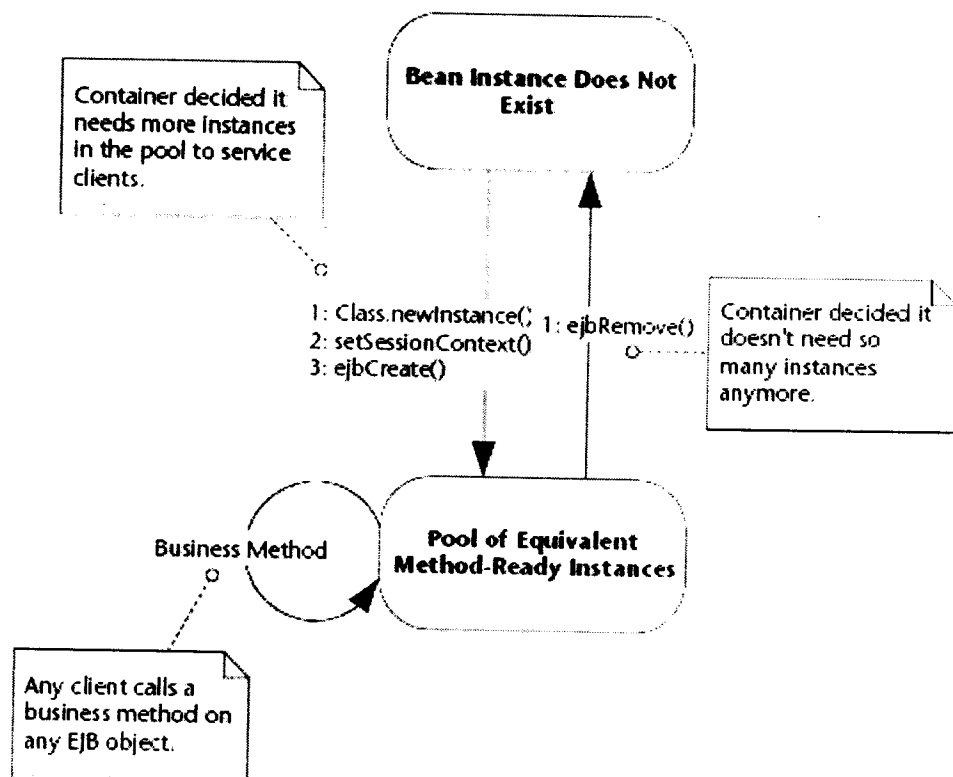 Bean Instance Does Not
Exist
Container decided it
needs more instances
in the pool to service
clients.
1: Class.newInstance()
2: setSessionContext()
3: ejbCreate()
1: ejbRemove()
Container decided it
doesn't need so
many instances
anymore.
Business Method
Pool of Equivalent
Method-Ready Instances
Any client calls a
business method on
any EJB object.